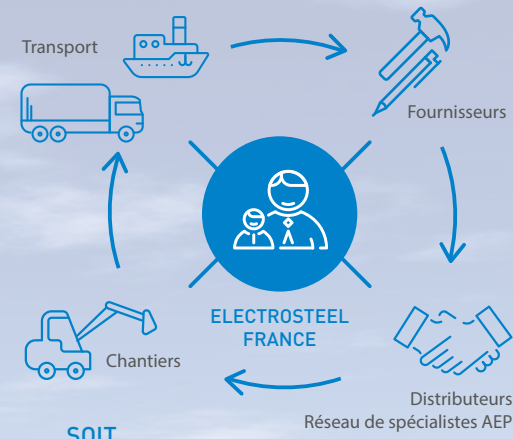 Transport
Fournisseurs
ELECTROSTEEL
FRANCE
Chantiers
Distributeurs
Réseau de spécialistes AEP
SOIT